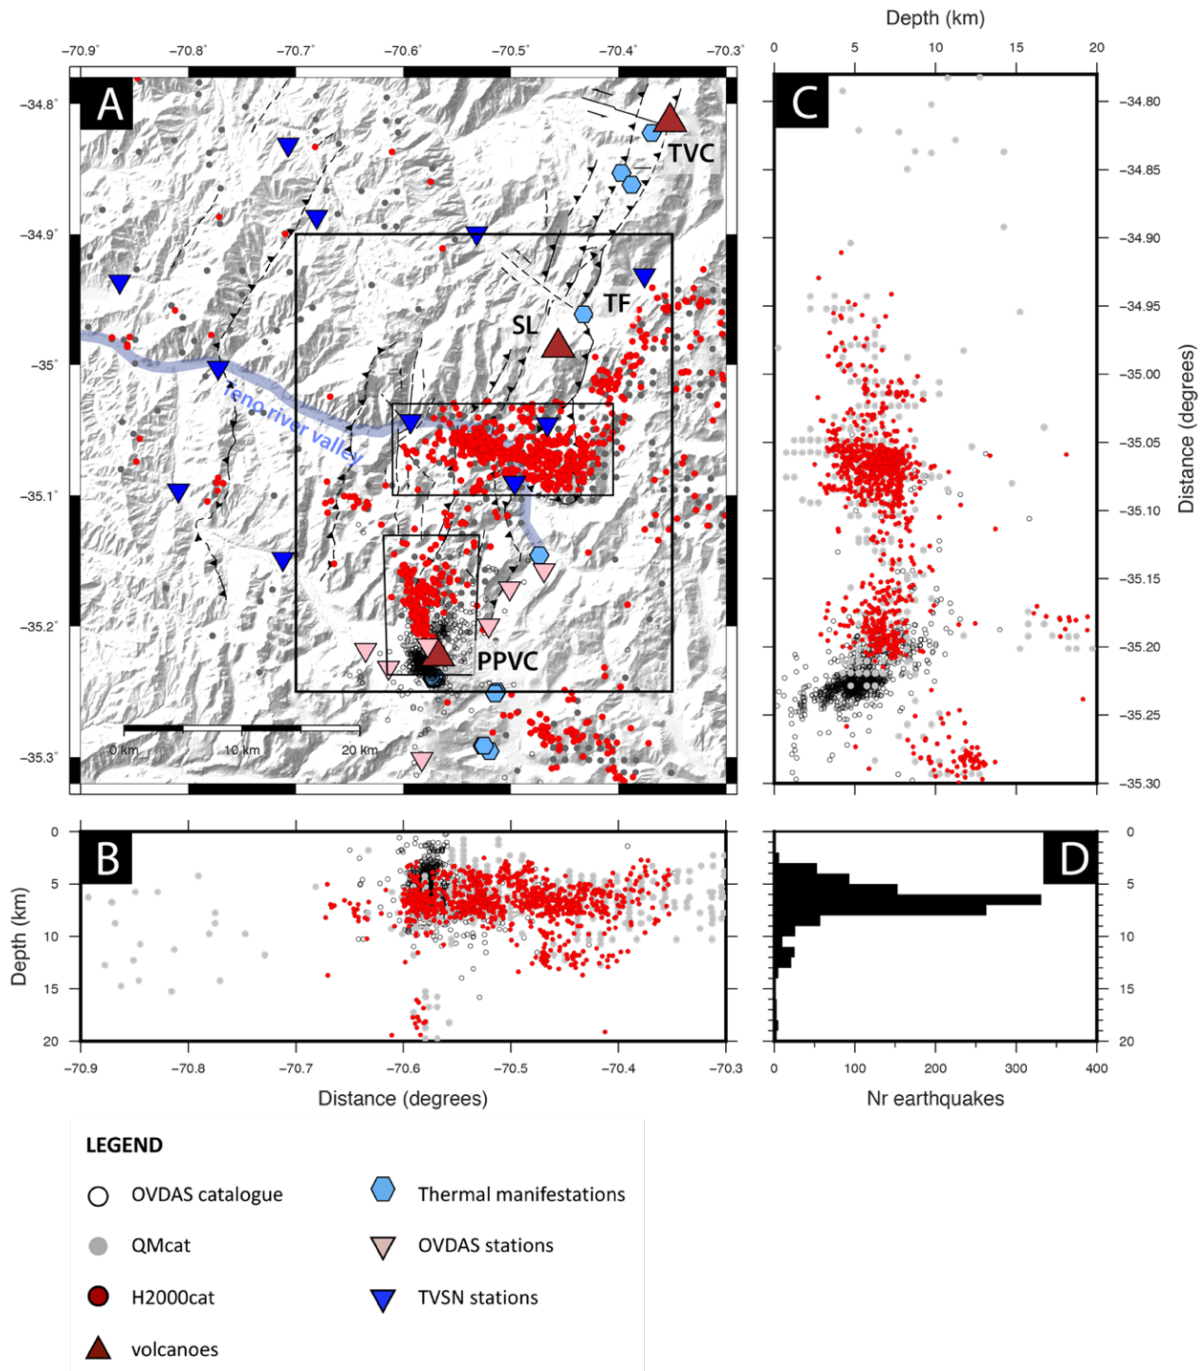 Depth (km)
−70.9˚ −70.8˚ −70.7˚ −70.6˚ −70.5˚ −70.4˚ −70.3˚
0 5 10 15 20
A
C
−34.8˚
−34.9˚
−35˚
−35.1˚
−35.2˚
−35.3˚
TVC
TF
SL
Teno river valley
PPVC
0 km 10 km 20 km
−34.80
−34.85
−34.90
−34.95
−35.00
−35.05
−35.10
−35.15
−35.20
−35.25
−35.30
Distance (degrees)
B
D
Depth (km)
0
5
10
15
20
0
5
10
15
20
−70.9 −70.8 −70.7 −70.6 −70.5 −70.4 −70.3
0 100 200 300 400
Distance (degrees)
Nr earthquakes
LEGEND
OVDAS catalogue
Thermal manifestations
QMcat
OVDAS stations
H2000cat
TVSN stations
volcanoes